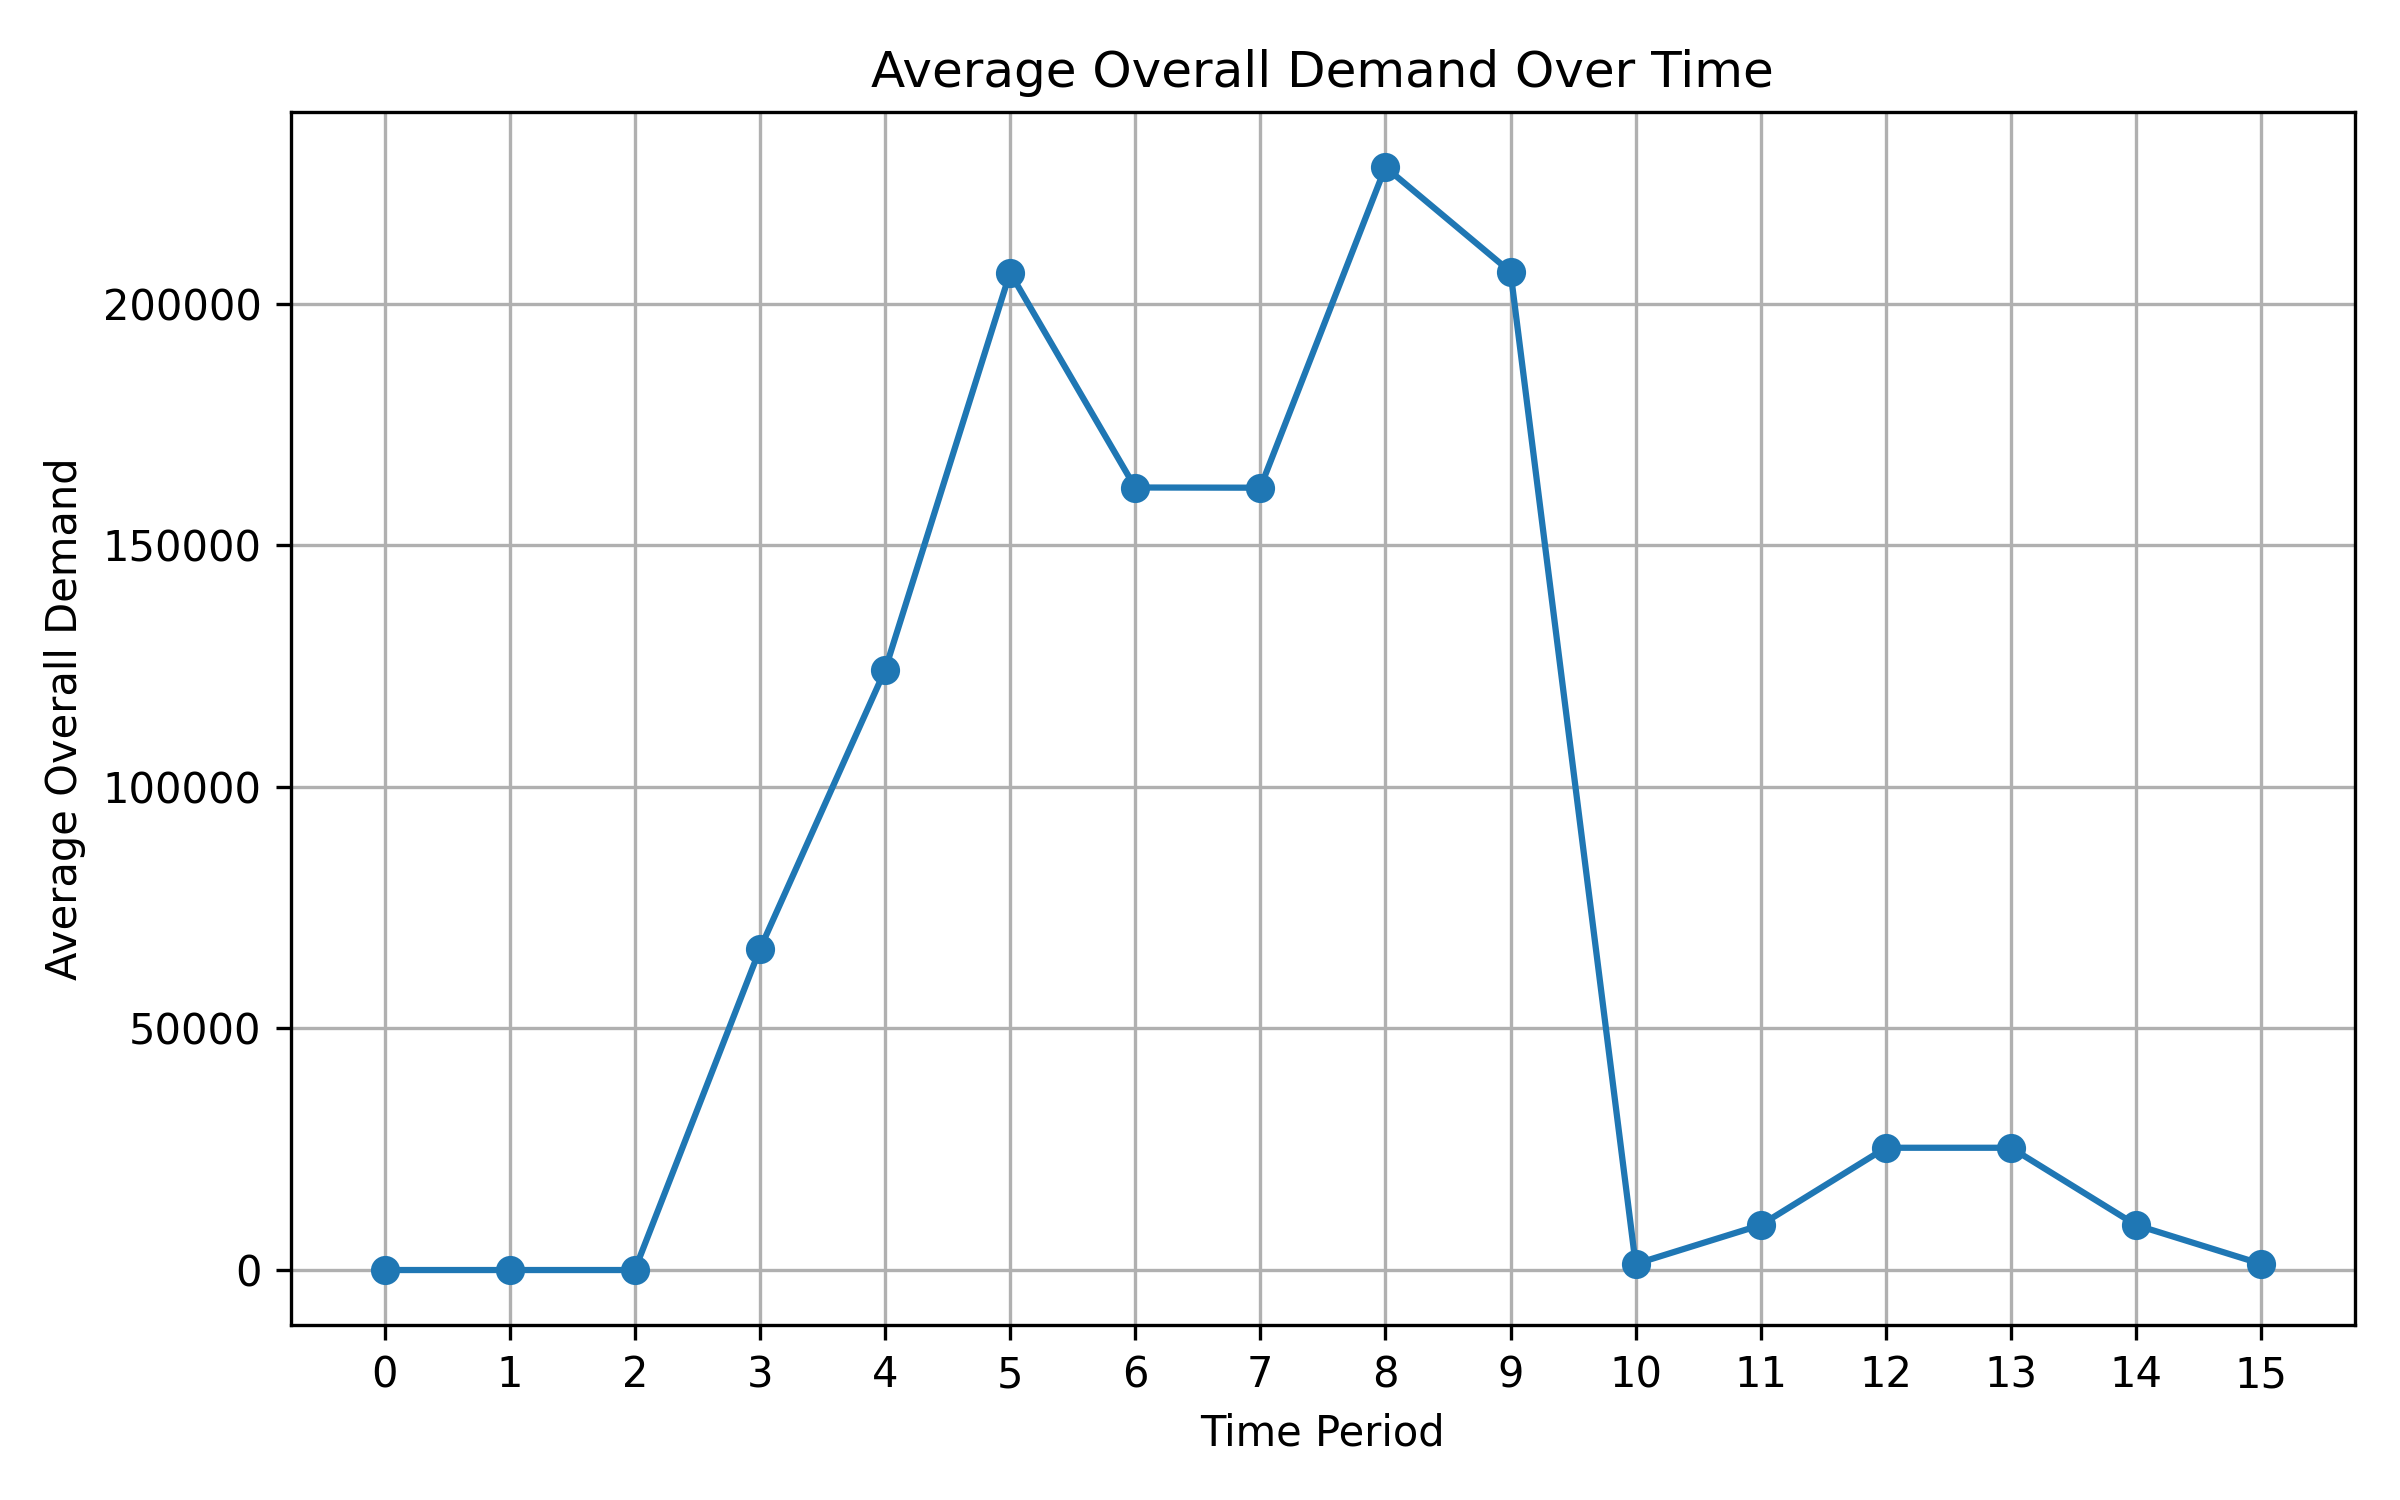 Average Overall Demand Over Time
Average Overall Demand
200000
150000
100000
50000
0
0 1 2 3 4 5 6 7 8 9 10 11 12 13 14 15
Time Period